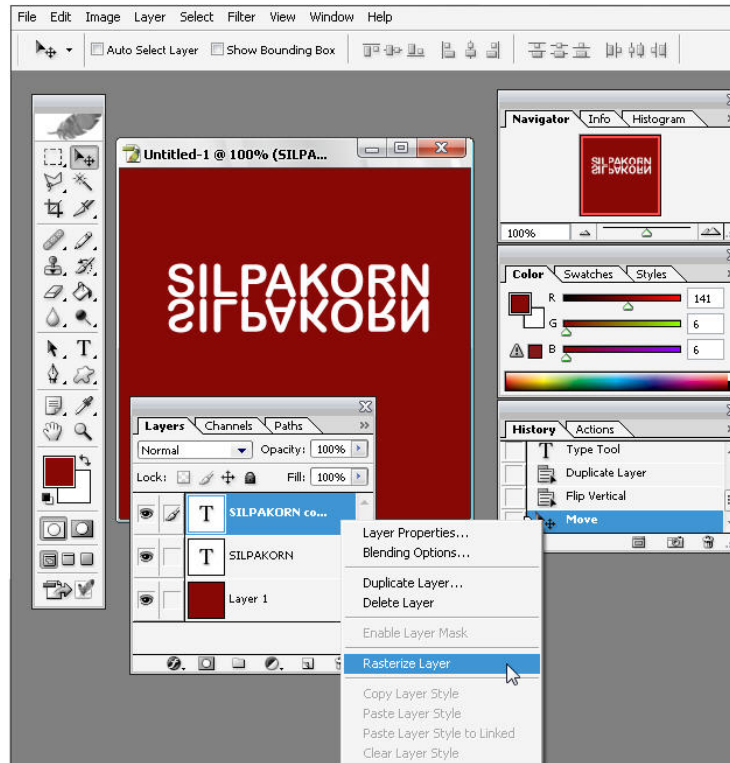 File Edit Image Layer Select Filter View Window Help
Auto Select Layer Show Bounding Box
Navigator Info Histogram
Untitled-1 @ 100% (SILPA...
SILPAKORN
SILPAKORN
100%
SILPAKORN
SILPAKORN
Color Swatches Styles
R 141
G 6
B 6
Layers Channels Paths
Normal Opacity: 100%
Lock: Fill: 100%
T SILPAKORN co...
T SILPAKORN
Layer 1
History Actions
T Type Tool
Duplicate Layer
Flip Vertical
Move
Layer Properties...
Blending Options...
Duplicate Layer...
Delete Layer
Enable Layer Mask
Rasterize Layer
Copy Layer Style
Paste Layer Style
Paste Layer Style to Linked
Clear Layer Style